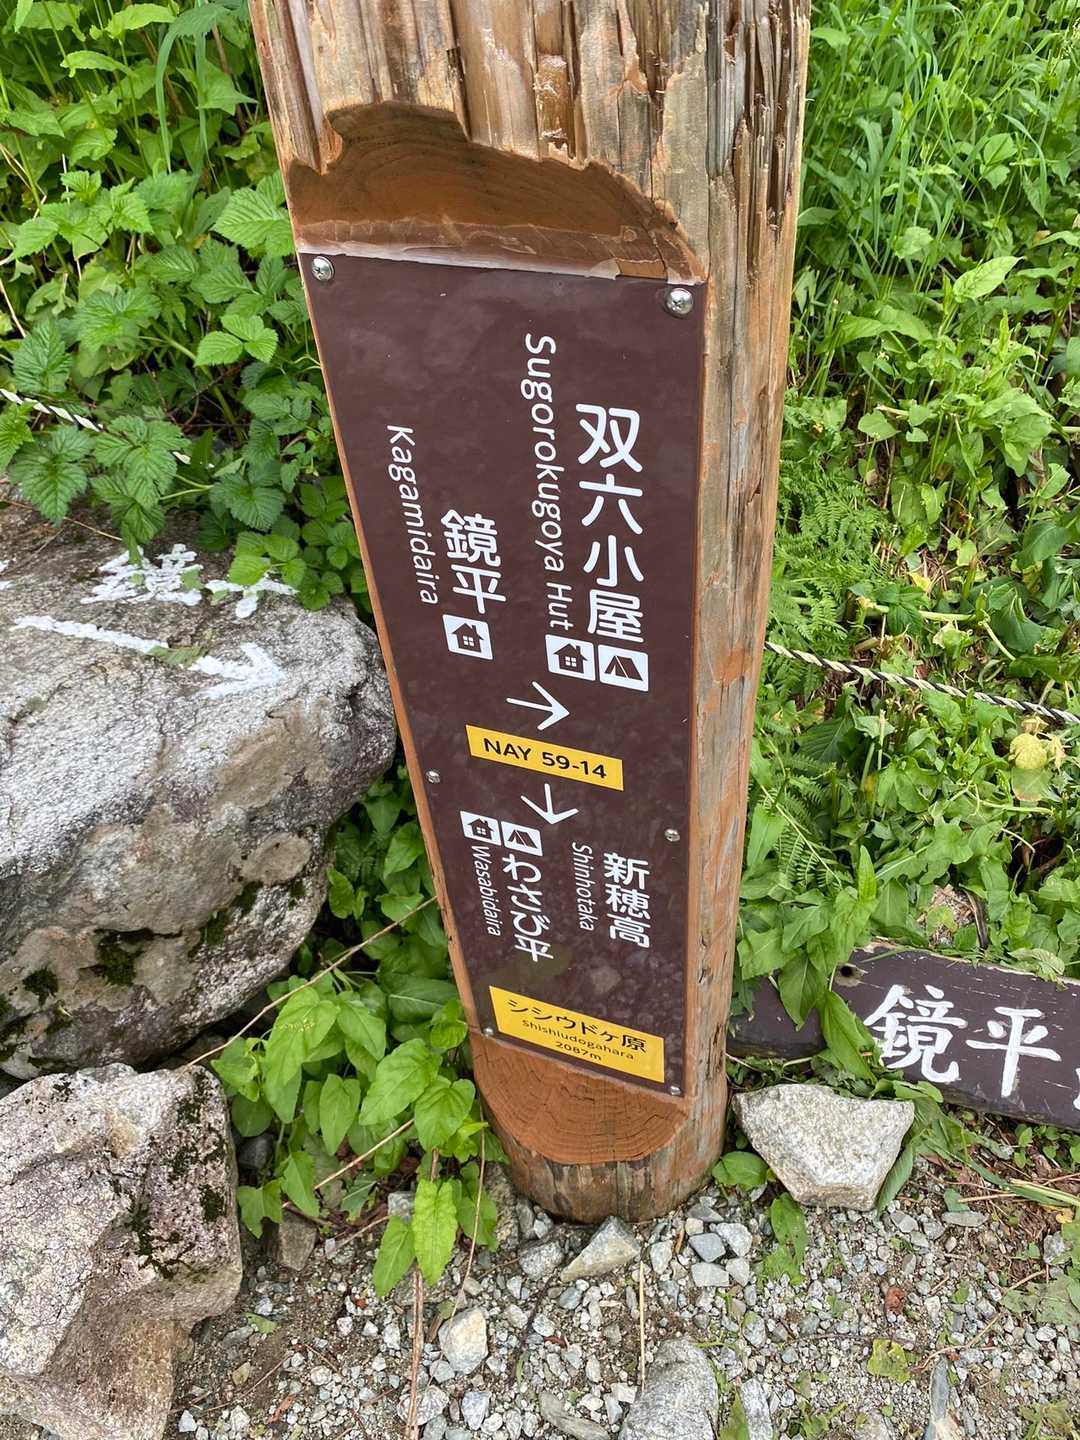 双六小屋
Sugorokugoya Hut
鏡平
Kagamidaira
→
NAY 59-14
↓
新穂高
Shinhotaka
わさび平
Wasabidaira
シシウドヶ原
Shishiudogahara
2087m
鏡平